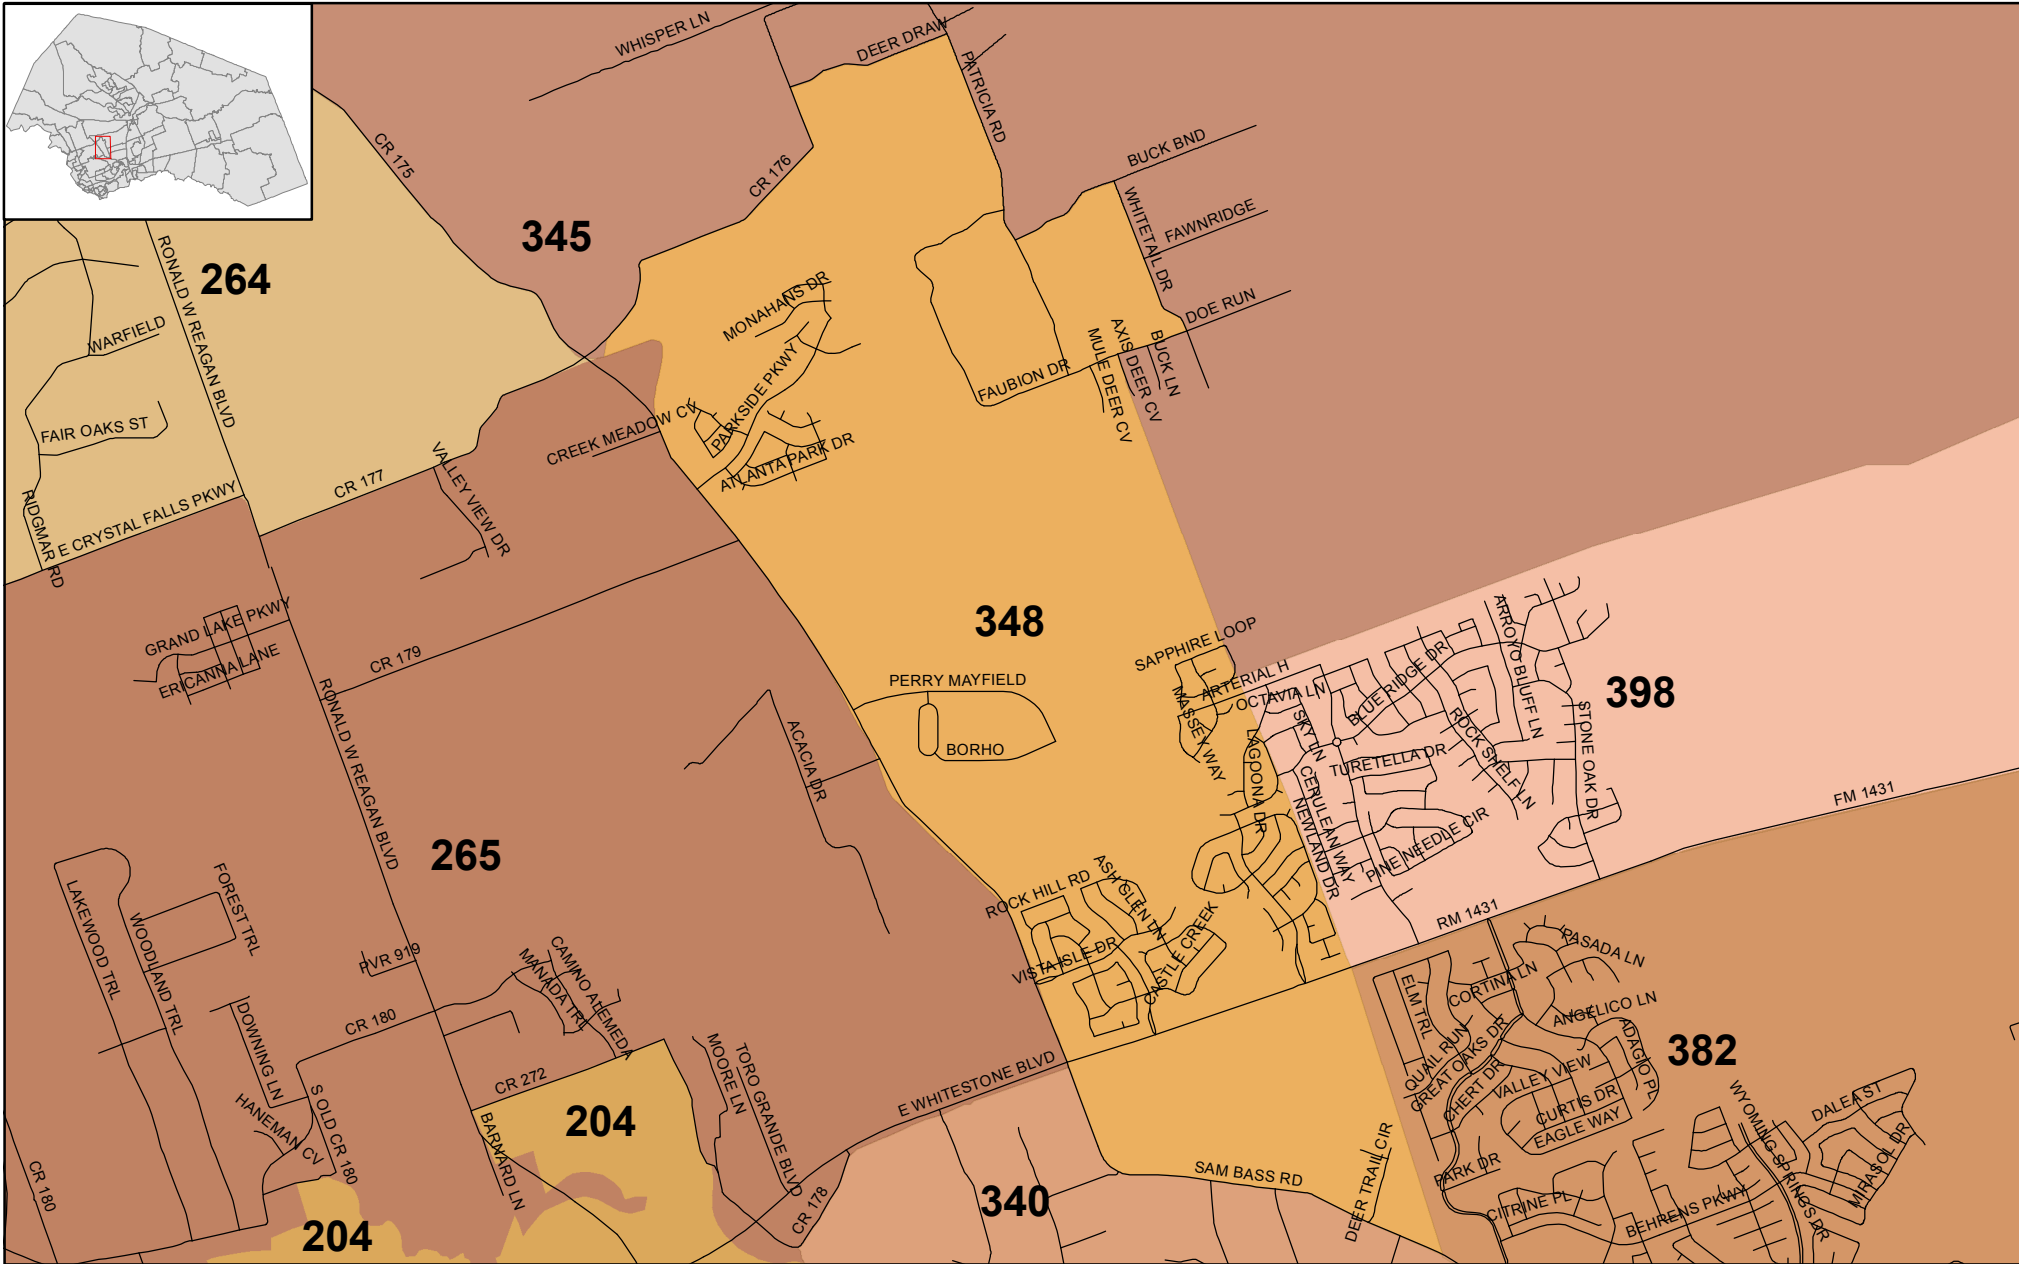 WHISPER LN
DEER DRAW
PATRICIA RD
CR 175
CR 176
BUCK BND
WHITETAIL DR
FAWNRIDGE
345
264
RONALD W REAGAN BLVD
MONAHANS DR
DOE RUN
WARFIELD
AXIS DEER CV
MULE DEER CV
BUCK LN
PARKSIDE PKWY
FAUBION DR
FAIR OAKS ST
CREEK MEADOW CV
ATLANTA PARK DR
VALLEY VIEW DR
CR 177
E CRYSTAL FALLS PKWY
RIDGMAR RD
348
GRAND LAKE PKWY
ERICANNA LANE
CR 179
SAPPHIRE LOOP
ARTERIAL H
OCTAVIA LN
PERRY MAYFIELD
BORHO
MASSEY WAY
SKY LN
BLUE RIDGE DR
ARROYO BLUFF LN
398
ROCK SHELF LN
STONE OAK DR
RONALD W REAGAN BLVD
ACACIA DR
LAGOONA DR
TURETELLA DR
CERULEAN WAY
NEWLAND DR
PINE NEEDLE CIR
FM 1431
265
FOREST TRL
LAKEWOOD TRL
WOODLAND TRL
ROCK HILL RD
ASH GLEN LN
RM 1431
PVR 919
MANADA TRL
CAMINO ALEMEDA
VISTA ISLE DR
CASTLE CREEK
PASADA LN
CORTINA LN
ELM TRL
ANGELICO LN
CR 180
DOWNING LN
MOORE LN
TORO GRANDE BLVD
QUAIL RUN
GREAT OAKS DR
ADAGIO PL
382
CR 272
E WHITESTONE BLVD
CHERT DR
VALLEY VIEW
CURTIS DR
EAGLE WAY
WYOMING SPRINGS DR
DALEA ST
MIRASOL DR
HANEMAN CV
S OLD CR 180
BARNARD LN
204
CR 180
CR 178
340
SAM BASS RD
DEER TRAIL CIR
PARK DR
CITRINE PL
BEHRENS PKWY
204